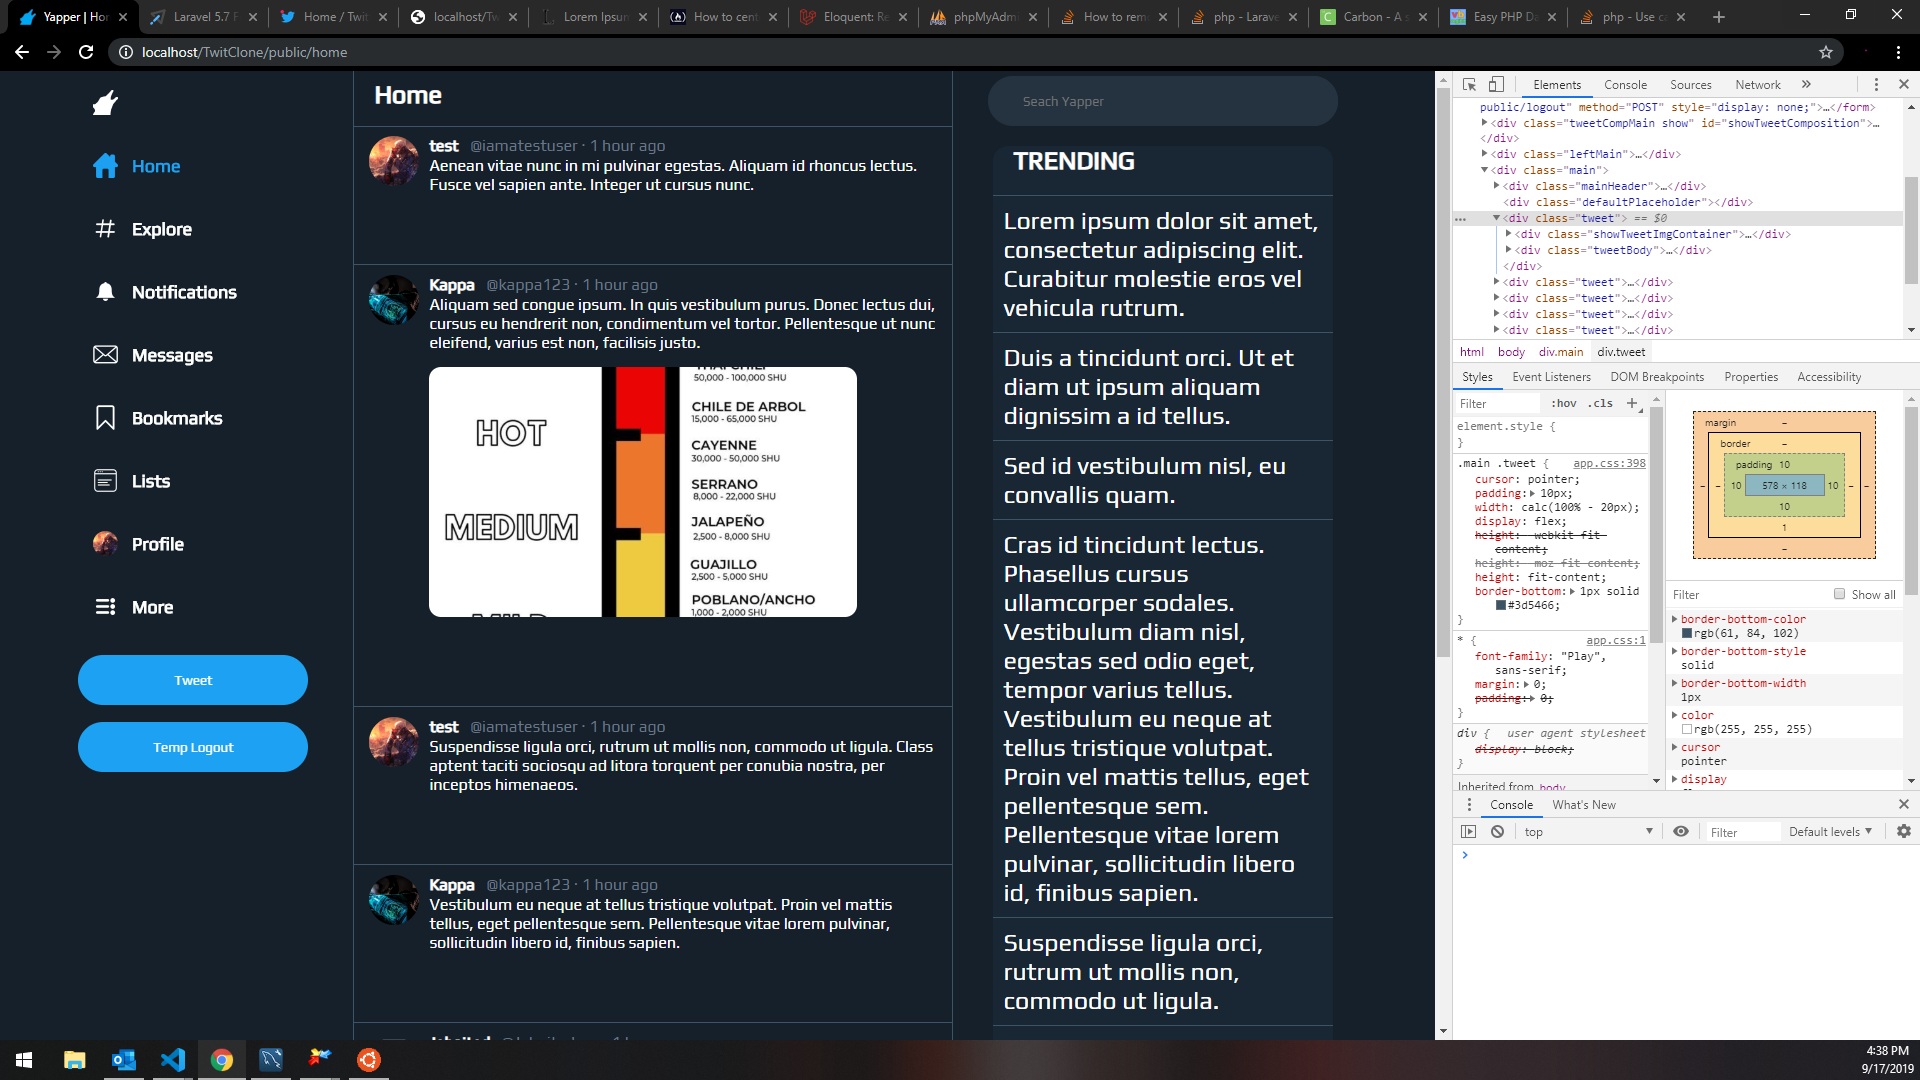 Yapper | Hor
Laravel 5.7 F
Home / Twit
localhost/Tw
Lorem Ipsun
How to cent
Eloquent: Re
phpMyAdmi
How to rem
php - Larave
Carbon - A s
Easy PHP Da
php - Use ca
localhost/TwitClone/public/home
Home
Explore
Notifications
Messages
Bookmarks
Lists
Profile
More
Tweet
Temp Logout
Home
test @iamatestuser · 1 hour ago
Aenean vitae nunc in mi pulvinar egestas. Aliquam id rhoncus lectus.
Fusce vel sapien ante. Integer ut cursus nunc.
Kappa @kappa123 · 1 hour ago
Aliquam sed congue ipsum. In quis vestibulum purus. Donec lectus dui,
cursus eu hendrerit non, condimentum vel tortor. Pellentesque ut nunc
eleifend, varius est non, facilisis justo.
HOT
MEDIUM
MILD
50,000 - 100,000 SHU
CHILE DE ARBOL
15,000 - 65,000 SHU
CAYENNE
30,000 - 50,000 SHU
SERRANO
8,000 - 22,000 SHU
JALAPEÑO
2,500 - 8,000 SHU
GUAJILLO
2,500 - 5,000 SHU
POBLANO/ANCHO
1,000 - 2,000 SHU
test @iamatestuser · 1 hour ago
Suspendisse ligula orci, rutrum ut mollis non, commodo ut ligula. Class
aptent taciti sociosqu ad litora torquent per conubia nostra, per
inceptos himenaeos.
Kappa @kappa123 · 1 hour ago
Vestibulum eu neque at tellus tristique volutpat. Proin vel mattis
tellus, eget pellentesque sem. Pellentesque vitae lorem pulvinar,
sollicitudin libero id, finibus sapien.
Seach Yapper
TRENDING
Lorem ipsum dolor sit amet,
consectetur adipiscing elit.
Curabitur molestie eros vel
vehicula rutrum.
Duis a tincidunt orci. Ut et
diam ut ipsum aliquam
dignissim a id tellus.
Sed id vestibulum nisl, eu
convallis quam.
Cras id tincidunt lectus.
Phasellus cursus
ullamcorper sodales.
Vestibulum diam nisl,
egestas sed odio eget,
tempor varius tellus.
Vestibulum eu neque at
tellus tristique volutpat.
Proin vel mattis tellus, eget
pellentesque sem.
Pellentesque vitae lorem
pulvinar, sollicitudin libero
id, finibus sapien.
Suspendisse ligula orci,
rutrum ut mollis non,
commodo ut ligula.
Elements Console Sources Network »
public/logout" method="POST" style="display: none;">…</form>
<div class="tweetCompMain show" id="showTweetComposition">…
</div>
<div class="leftMain">…</div>
<div class="main">
<div class="mainHeader">…</div>
<div class="defaultPlaceholder"></div>
<div class="tweet"> == $0
<div class="showTweetImgContainer">…</div>
<div class="tweetBody">…</div>
</div>
<div class="tweet">…</div>
<div class="tweet">…</div>
<div class="tweet">…</div>
<div class="tweet">…</div>
html body div.main div.tweet
Styles Event Listeners DOM Breakpoints Properties Accessibility
Filter :hov .cls +
element.style {
}
.main .tweet { app.css:398
cursor: pointer;
padding: 10px;
width: calc(100% - 20px);
display: flex;
height: -webkit-fit-
content;
height: -moz-fit-content;
height: fit-content;
border-bottom: 1px solid
#3d5466;
}
* { app.css:1
font-family: "Play",
sans-serif;
margin: 0;
padding: 0;
}
div { user agent stylesheet
display: block;
}
Inherited from body
margin –
border –
padding 10
– – 10 578 × 118 10 – –
10
1
–
Filter Show all
border-bottom-color
rgb(61, 84, 102)
border-bottom-style
solid
border-bottom-width
1px
color
rgb(255, 255, 255)
cursor
pointer
display
Console What's New
top Filter Default levels
4:38 PM
9/17/2019